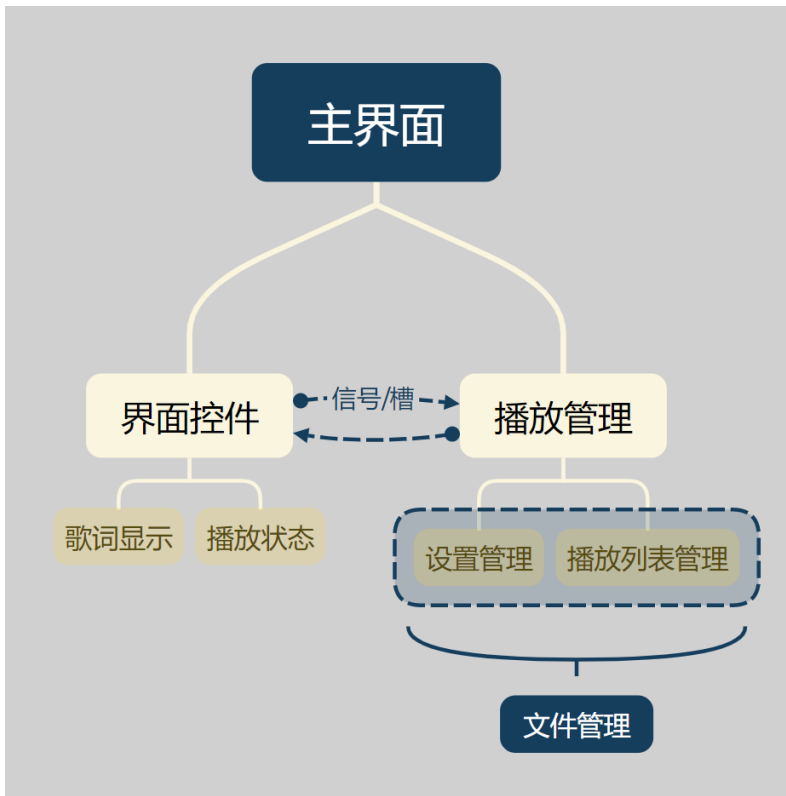 主界面
界面控件
信号/槽
播放管理
歌词显示
播放状态
设置管理
播放列表管理
文件管理